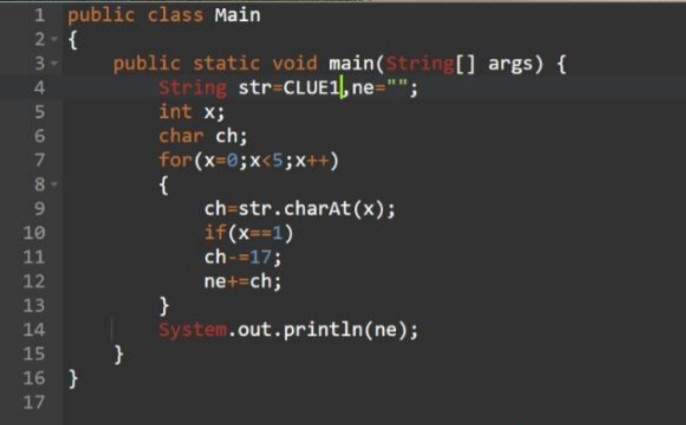 1 public class Main
2 {
3 public static void main(String[] args) {
4 String str=CLUE1,ne="";
5 int x;
6 char ch;
7 for(x=0;x<5;x++)
8 {
9 ch=str.charAt(x);
10 if(x==1)
11 ch-=17;
12 ne+=ch;
13 }
14 System.out.println(ne);
15 }
16 }
17